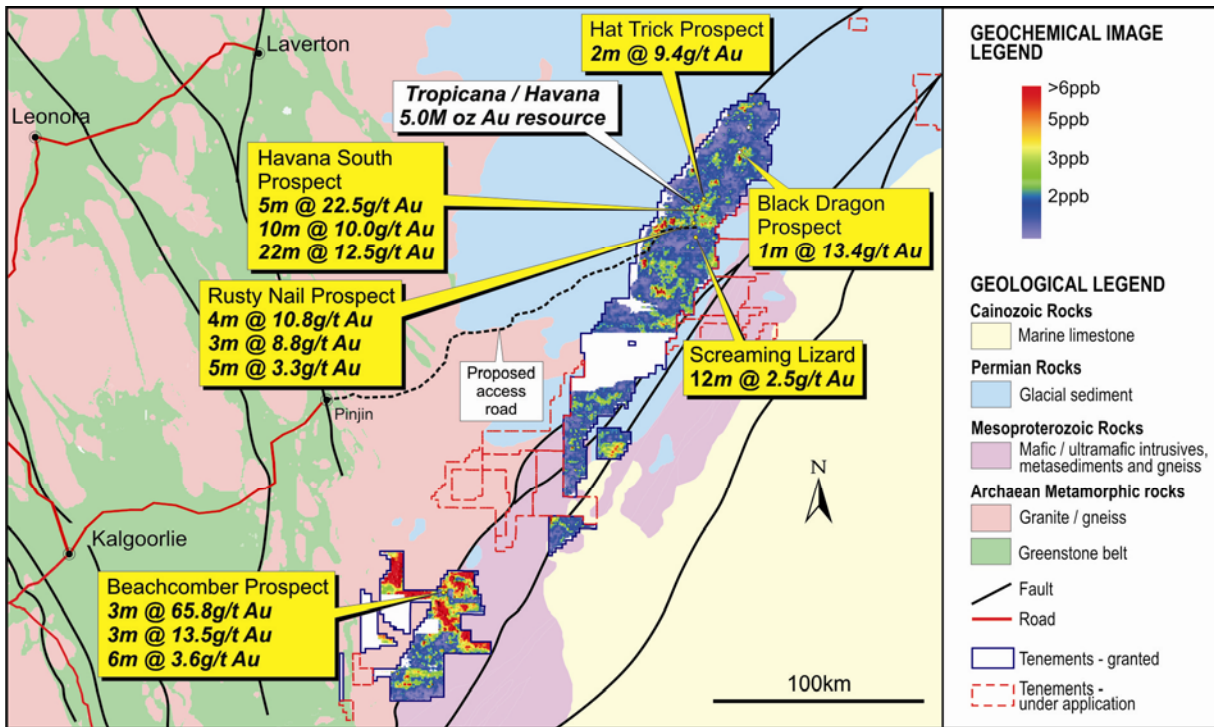 Laverton
Leonora
Hat Trick Prospect
2m @ 9.4g/t Au
Tropicana / Havana
5.0M oz Au resource
Havana South
Prospect
5m @ 22.5g/t Au
10m @ 10.0g/t Au
22m @ 12.5g/t Au
Black Dragon
Prospect
1m @ 13.4g/t Au
Rusty Nail Prospect
4m @ 10.8g/t Au
3m @ 8.8g/t Au
5m @ 3.3g/t Au
Screaming Lizard
12m @ 2.5g/t Au
Proposed
access
road
Pinjin
N
Kalgoorlie
Beachcomber Prospect
3m @ 65.8g/t Au
3m @ 13.5g/t Au
6m @ 3.6g/t Au
100km
GEOCHEMICAL IMAGE
LEGEND
>6ppb
5ppb
3ppb
2ppb
GEOLOGICAL LEGEND
Cainozoic Rocks
Marine limestone
Permian Rocks
Glacial sediment
Mesoproterozoic Rocks
Mafic / ultramafic intrusives,
metasediments and gneiss
Archaean Metamorphic rocks
Granite / gneiss
Greenstone belt
Fault
Road
Tenements - granted
Tenements -
under application